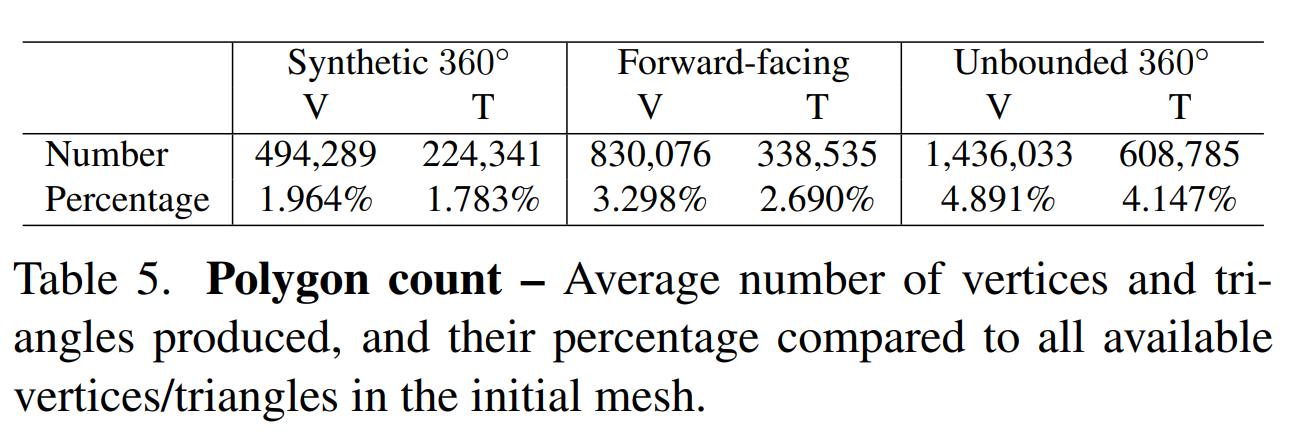 Synthetic 360° Forward-facing Unbounded 360°
V T V T V T
Number 494,289 224,341 830,076 338,535 1,436,033 608,785
Percentage 1.964% 1.783% 3.298% 2.690% 4.891% 4.147%
Table 5. Polygon count – Average number of vertices and tri-
angles produced, and their percentage compared to all available
vertices/triangles in the initial mesh.